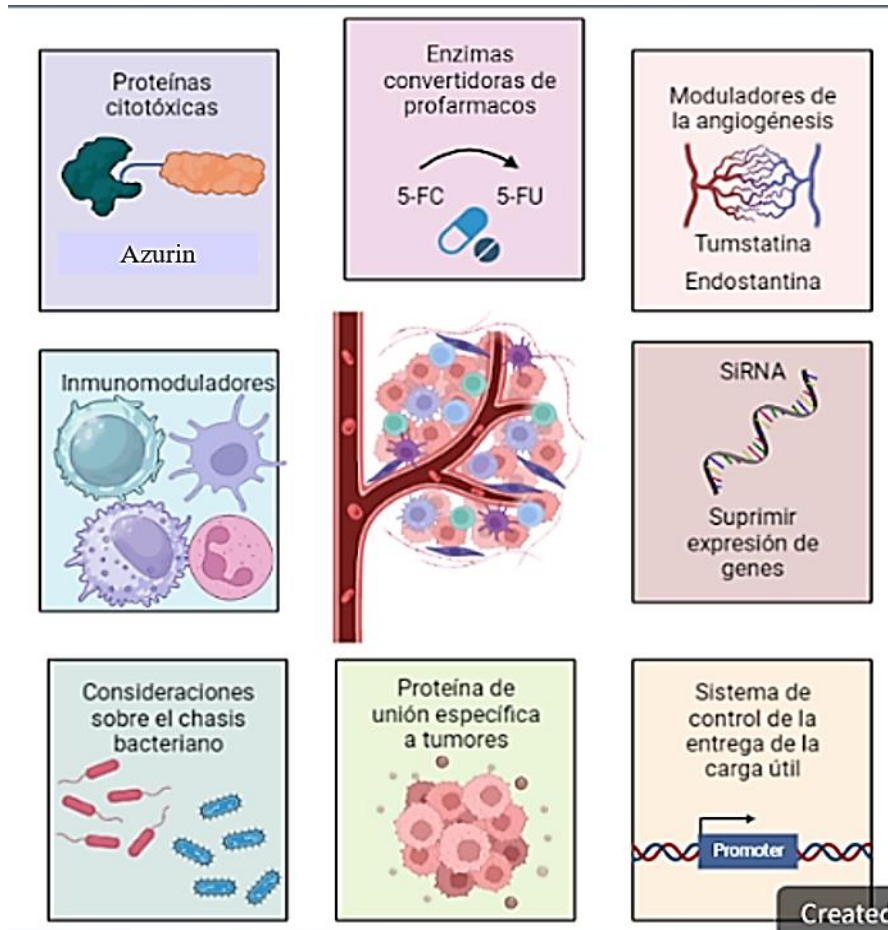 Proteínas
citotóxicas
Azurin
Enzimas
convertidoras de
profarmacos
5-FC
5-FU
Moduladores de
la angiogénesis
Tumstatina
Endostantina
Inmunomoduladores
SiRNA
Suprimir
expresión de
genes
Consideraciones
sobre el chasis
bacteriano
Proteína de
unión específica
a tumores
Sistema de
control de la
entrega de la
carga útil
Promoter
Created